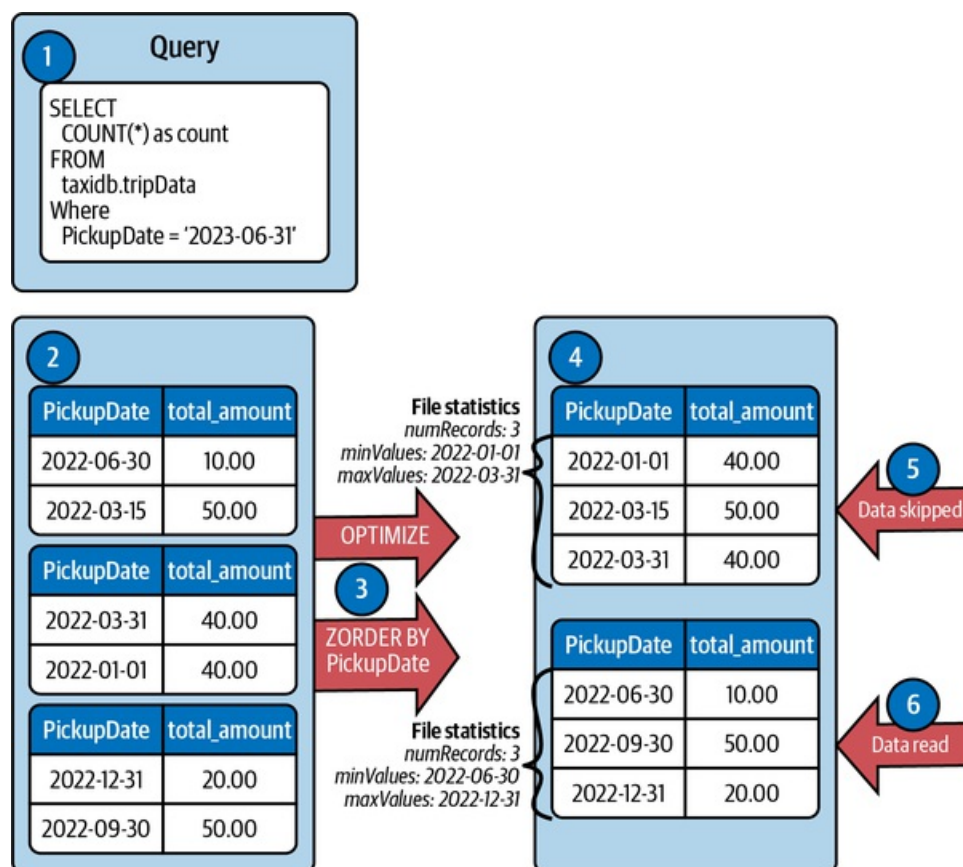 1
Query
SELECT
COUNT(*) as count
FROM
taxidb.tripData
Where
PickupDate = ‘2023-06-31’
2
PickupDate total_amount
2022-06-30 10.00
2022-03-15 50.00
PickupDate total_amount
2022-03-31 40.00
2022-01-01 40.00
PickupDate total_amount
2022-12-31 20.00
2022-09-30 50.00
OPTIMIZE
3
ZORDER BY
PickupDate
File statistics
numRecords: 3
minValues: 2022-01-01
maxValues: 2022-03-31
File statistics
numRecords: 3
minValues: 2022-06-30
maxValues: 2022-12-31
4
PickupDate total_amount
2022-01-01 40.00
2022-03-15 50.00
2022-03-31 40.00
PickupDate total_amount
2022-06-30 10.00
2022-09-30 50.00
2022-12-31 20.00
5
Data skipped
6
Data read